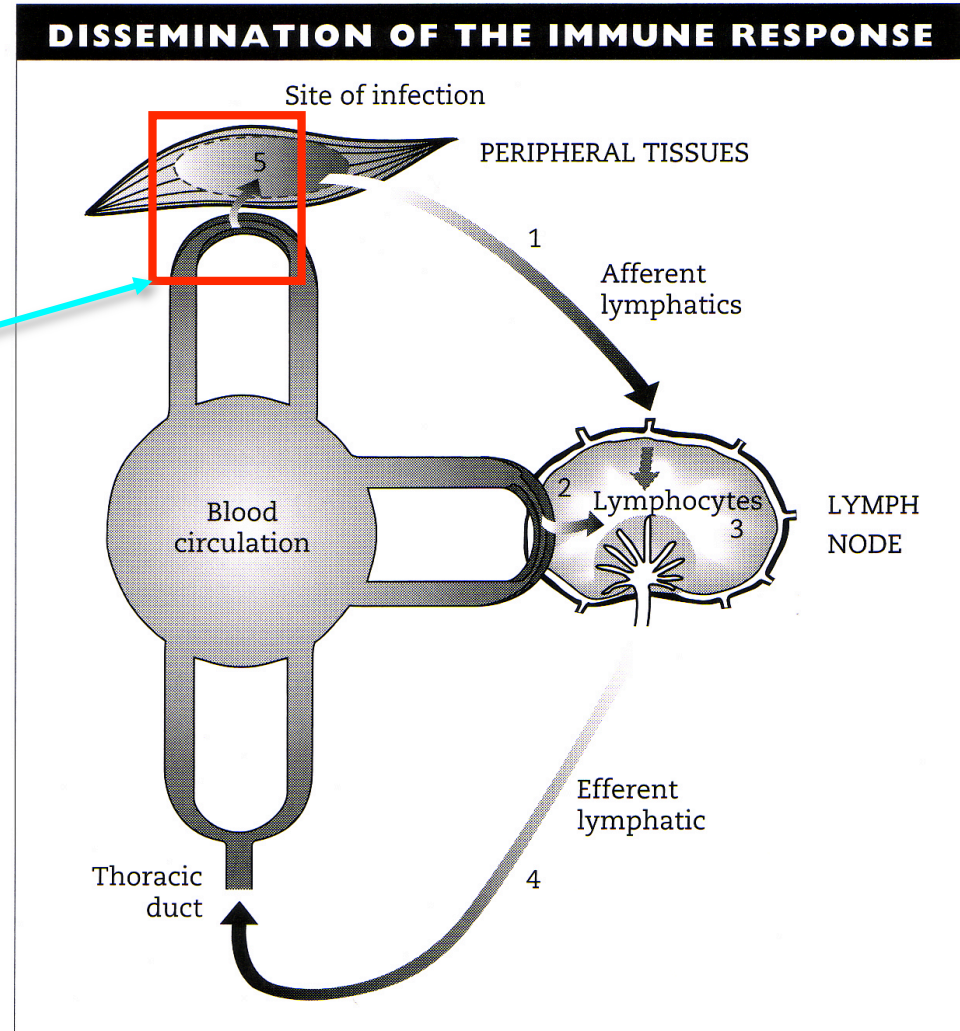 DISSEMINATION OF THE IMMUNE RESPONSE
Site of infection
5
PERIPHERAL TISSUES
1
Afferent
lymphatics
2
Lymphocytes
3
LYMPH
NODE
Blood
circulation
Efferent
lymphatic
4
Thoracic
duct